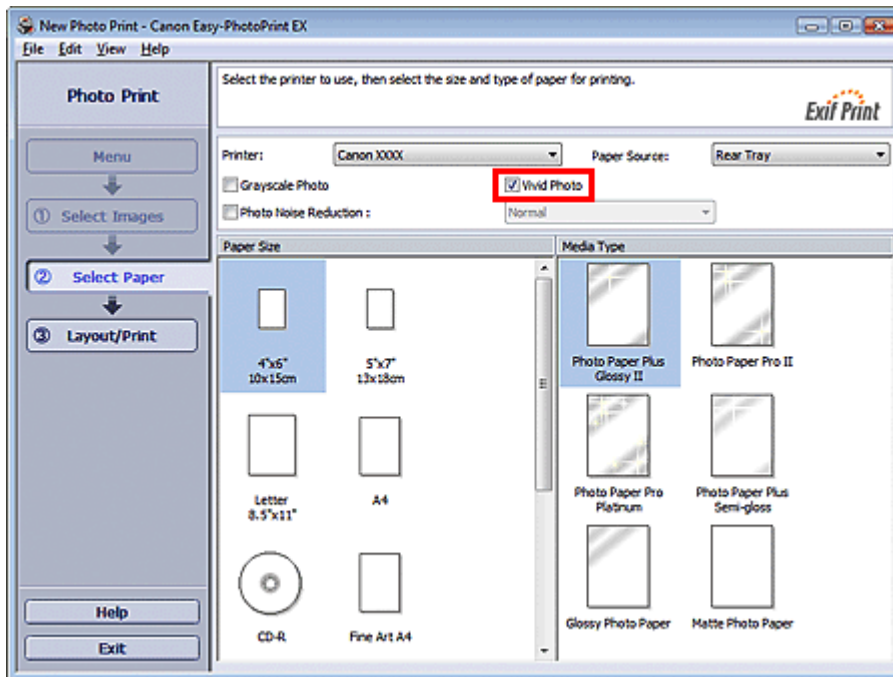 New Photo Print - Canon Easy-PhotoPrint EX
File Edit View Help
Photo Print
Select the printer to use, then select the size and type of paper for printing.
Exif Print
Menu
① Select Images
② Select Paper
③ Layout/Print
Help
Exit
Printer: Canon XXXX Paper Source: Rear Tray
Grayscale Photo Vivid Photo
Photo Noise Reduction : Normal
Paper Size
4"x6"
10x15cm
5"x7"
13x18cm
Letter
8.5"x11"
A4
CD-R
Fine Art A4
Media Type
Photo Paper Plus
Glossy II
Photo Paper Pro II
Photo Paper Pro
Platinum
Photo Paper Plus
Semi-gloss
Glossy Photo Paper
Matte Photo Paper